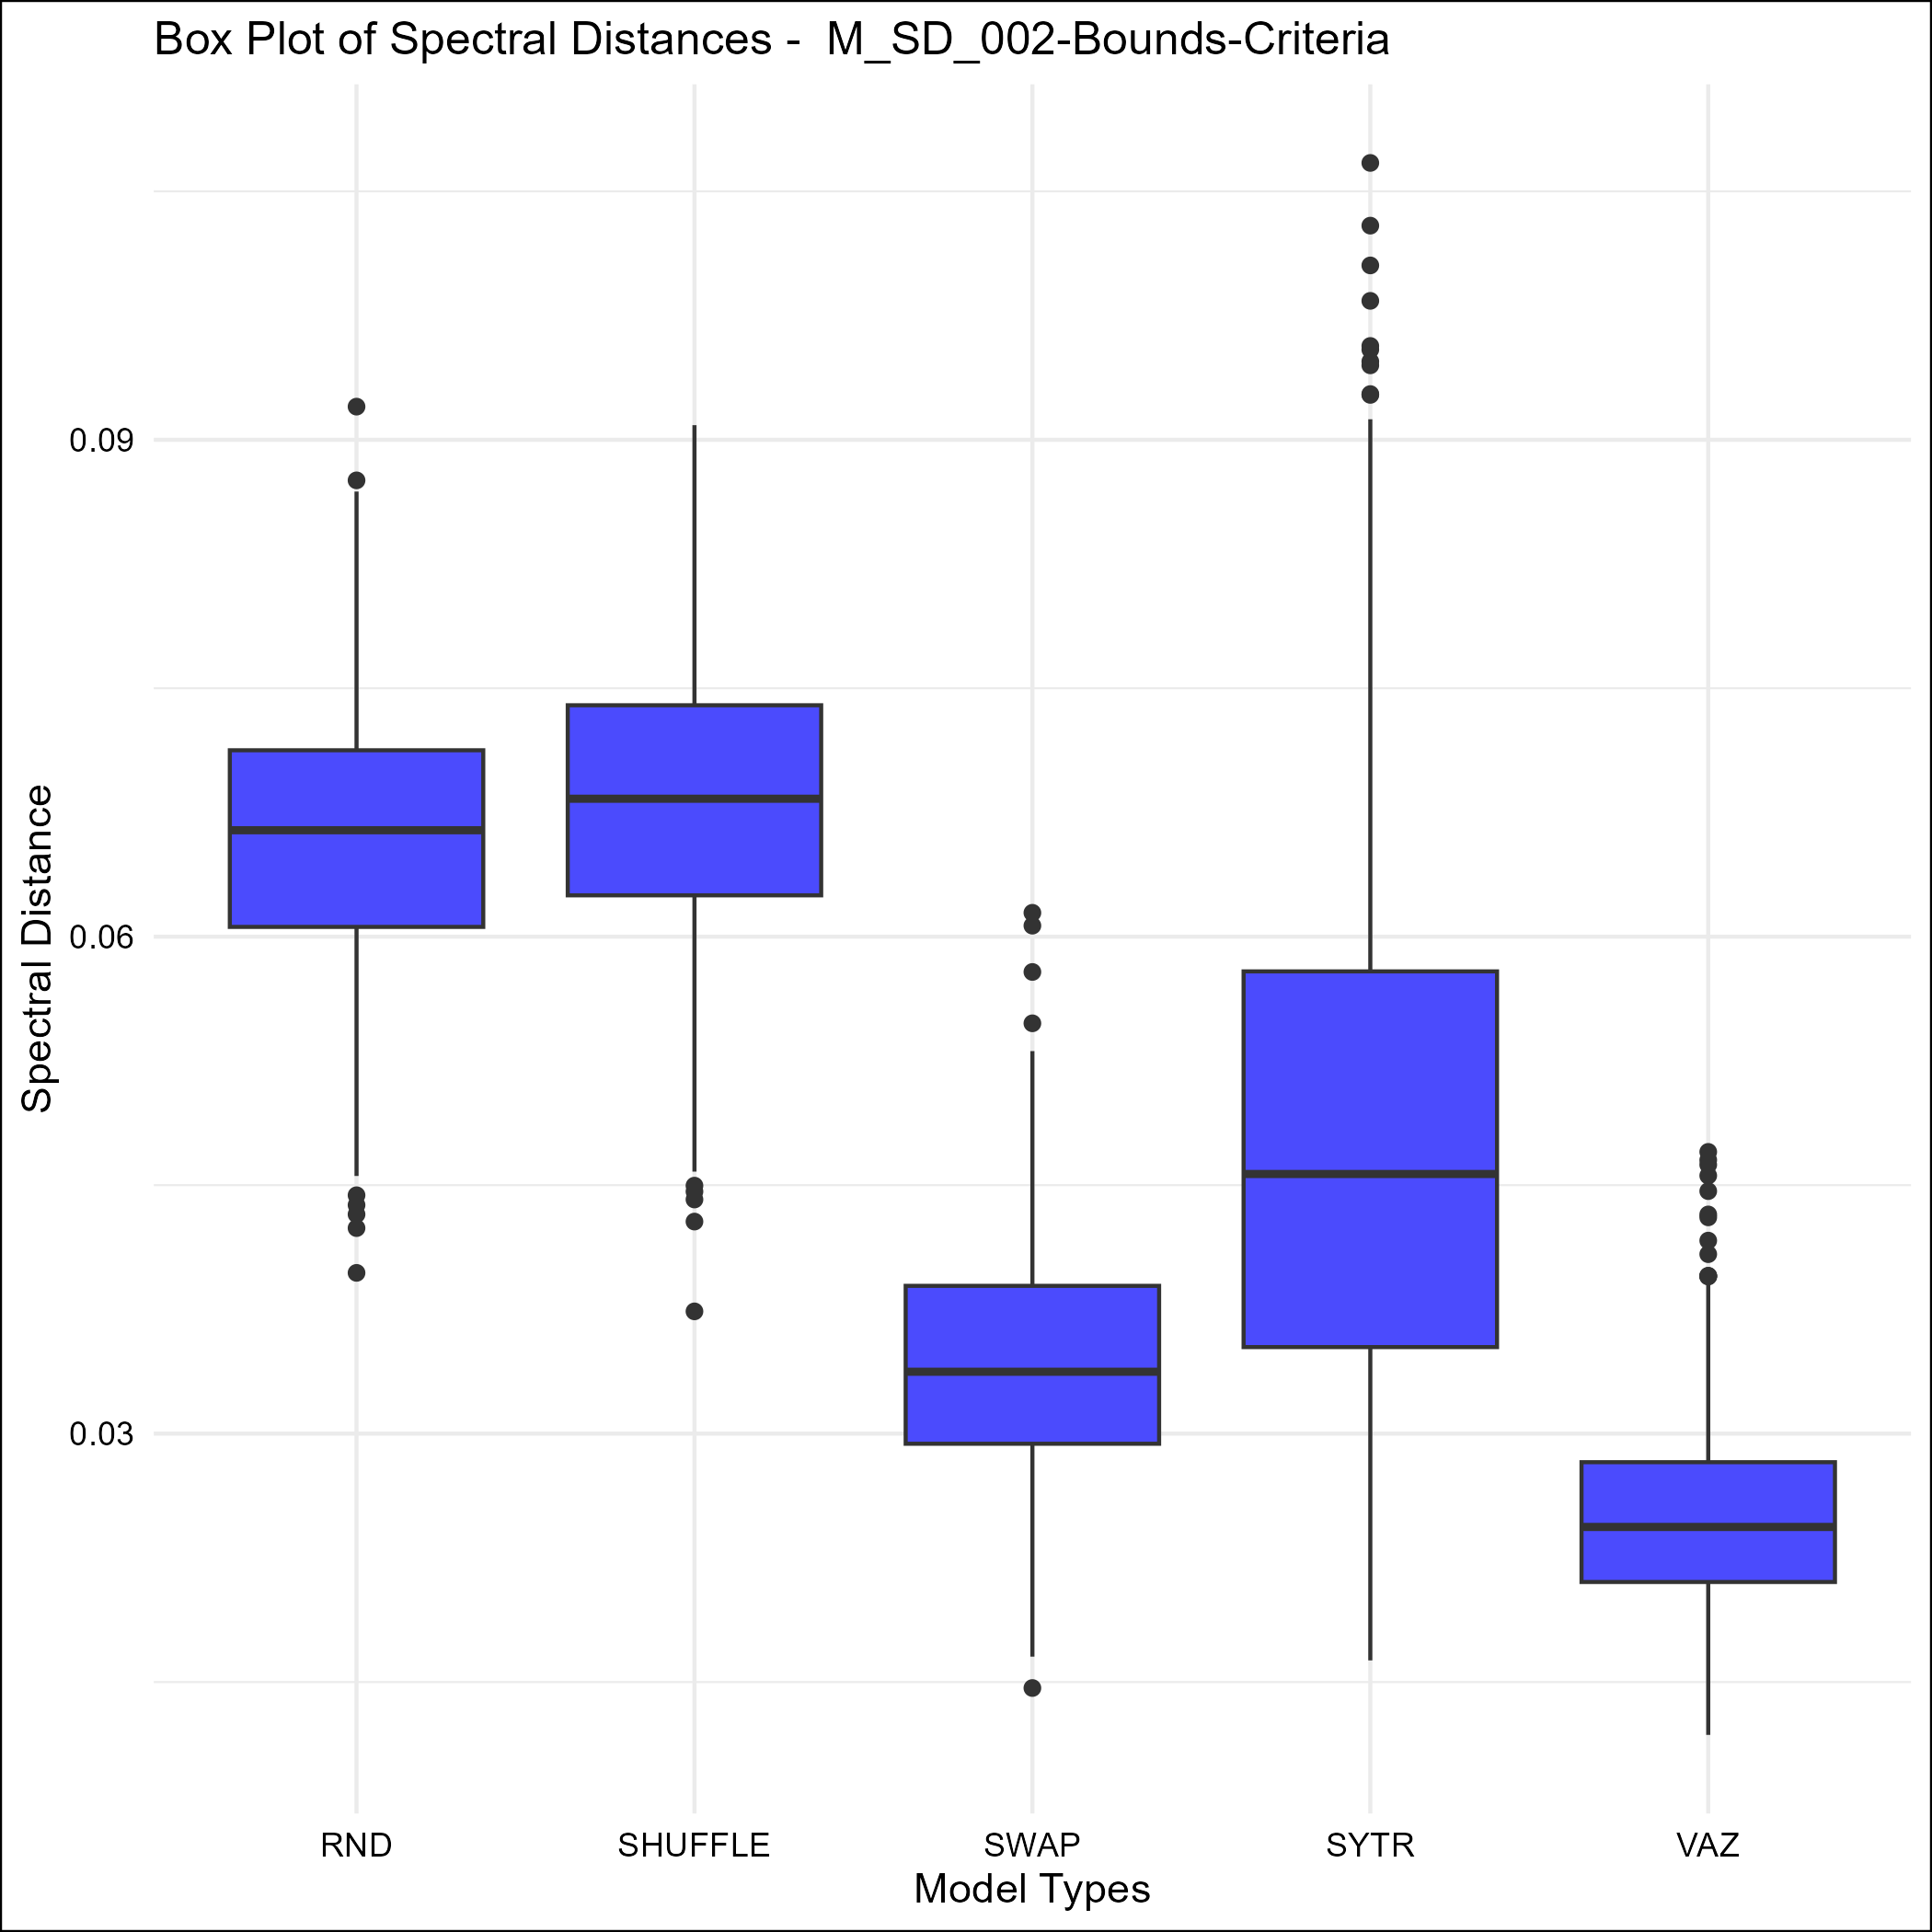 Box Plot of Spectral Distances -  M_SD_002-Bounds-Criteria
Spectral Distance
0.09
0.06
0.03
RND
SHUFFLE
SWAP
SYTR
VAZ
Model Types